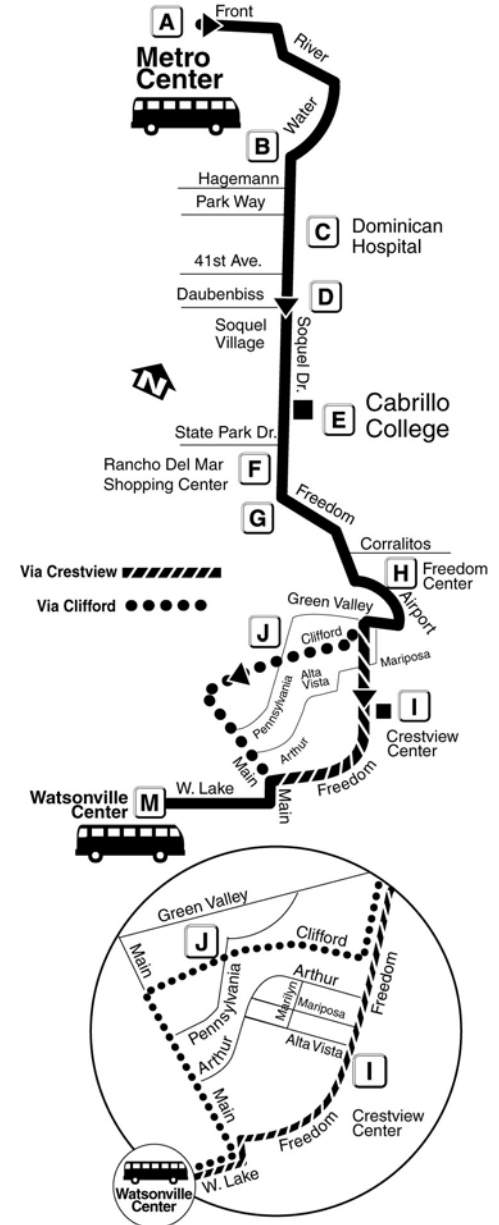 A
Front
River
Metro
Center
Water
B
Hagemann
Park Way
C
Dominican
Hospital
41st Ave.
Daubenbiss
D
Soquel
Village
Soquel Dr.
N
E
Cabrillo
College
State Park Dr.
F
Rancho Del Mar
Shopping Center
G
Freedom
Corralitos
H
Freedom
Center
Airport
Via Crestview
Via Clifford
Green Valley
J
Clifford
Mariposa
Alta
Vista
Pennsylvania
I
Crestview
Center
Arthur
Main
Freedom
W. Lake
Main
Watsonville
Center
M
Green Valley
J
Main
Clifford
Pennsylvania
Arthur
Freedom
Marilyn
Mariposa
Arthur
Alta Vista
I
Main
Crestview
Center
Freedom
W. Lake
Watsonville
Center